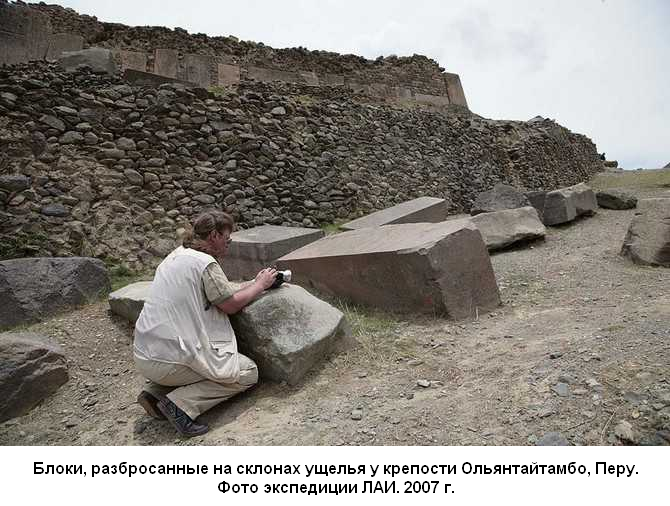 Блоки, разбросанные на склонах ущелья у крепости Ольянтайтамбо, Перу.
Фото экспедиции ЛАИ. 2007 г.